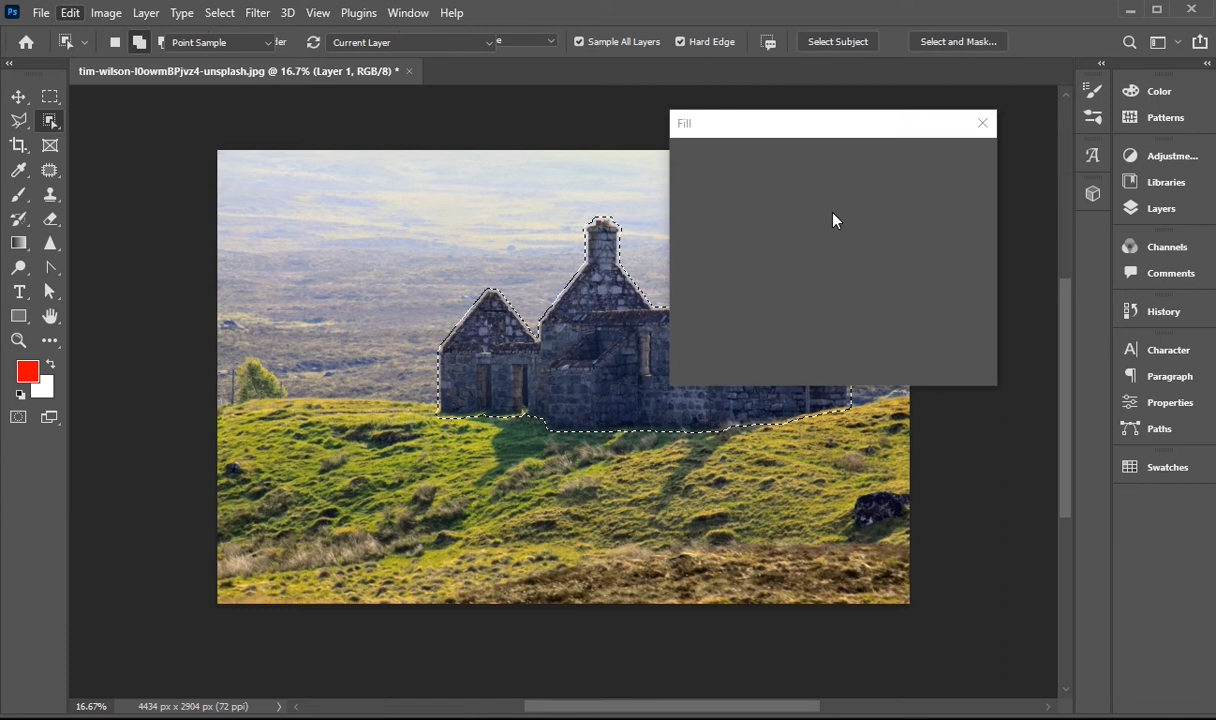 Ps File Edit Image Layer Type Select Filter 3D View Plugins Window Help
Point Sample Current Layer Sample All Layers Hard Edge Select Subject Select and Mask...
tim-wilson-I0owmBPjvz4-unsplash.jpg @ 16.7% (Layer 1, RGB/8) *
Fill
Color
Patterns
Adjustme...
Libraries
Layers
Channels
Comments
History
Character
Paragraph
Properties
Paths
Swatches
16.67% 4434 px x 2904 px (72 ppi)